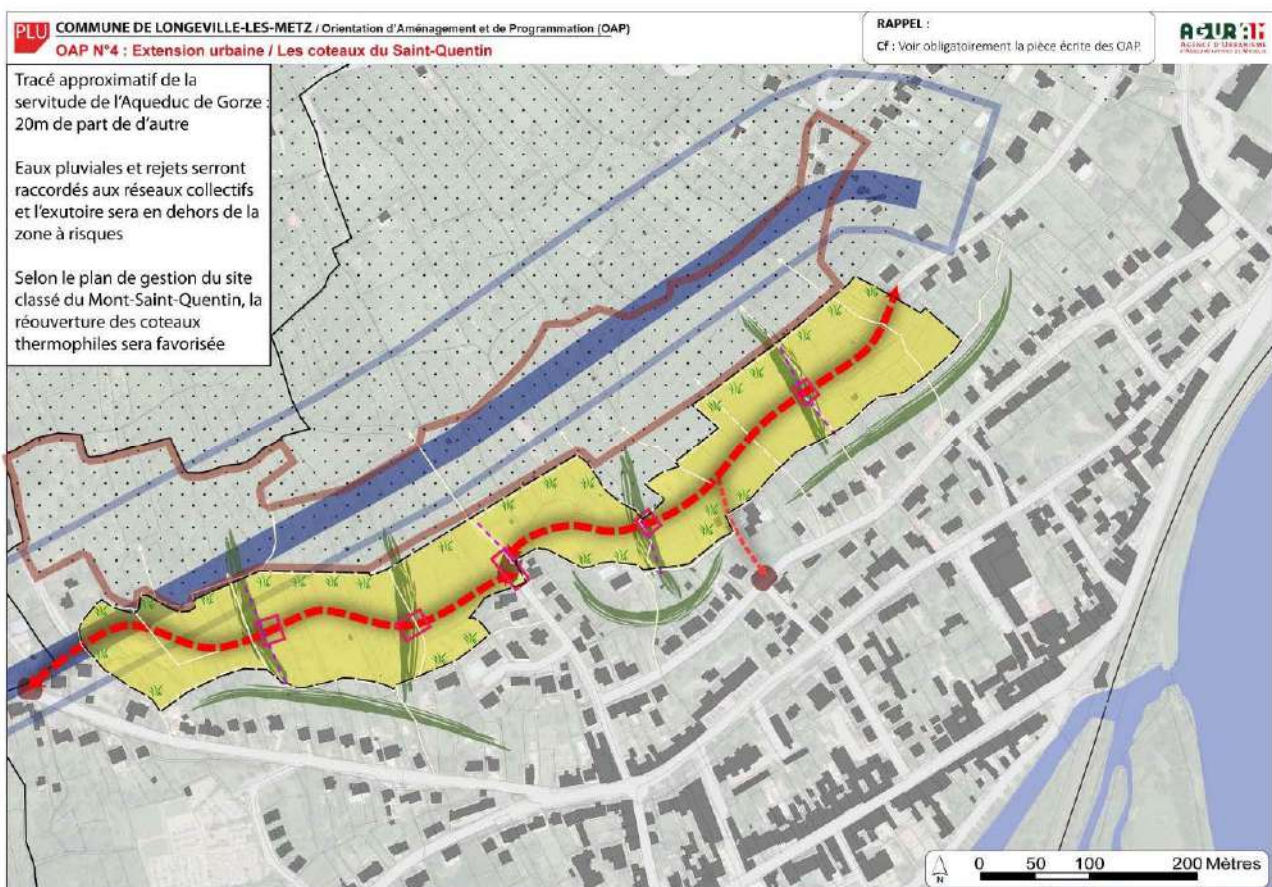 PLU
COMMUNE DE LONGEVILLE-LES-METZ / Orientation d'Aménagement et de Programmation (OAP)
OAP N°4 : Extension urbaine / Les coteaux du Saint-Quentin
RAPPEL :
Cf : Voir obligatoirement la pièce écrite des OAP.
AGURAM
AGENCE D'URBANISME
Tracé approximatif de la
servitude de l'Aqueduc de Gorze :
20m de part de d'autre
Eaux pluviales et rejets serront
raccordés aux réseaux collectifs
et l'exutoire sera en dehors de la
zone à risques
Selon le plan de gestion du site
classé du Mont-Saint-Quentin, la
réouverture des coteaux
thermophiles sera favorisée
N
0 50 100 200 Mètres